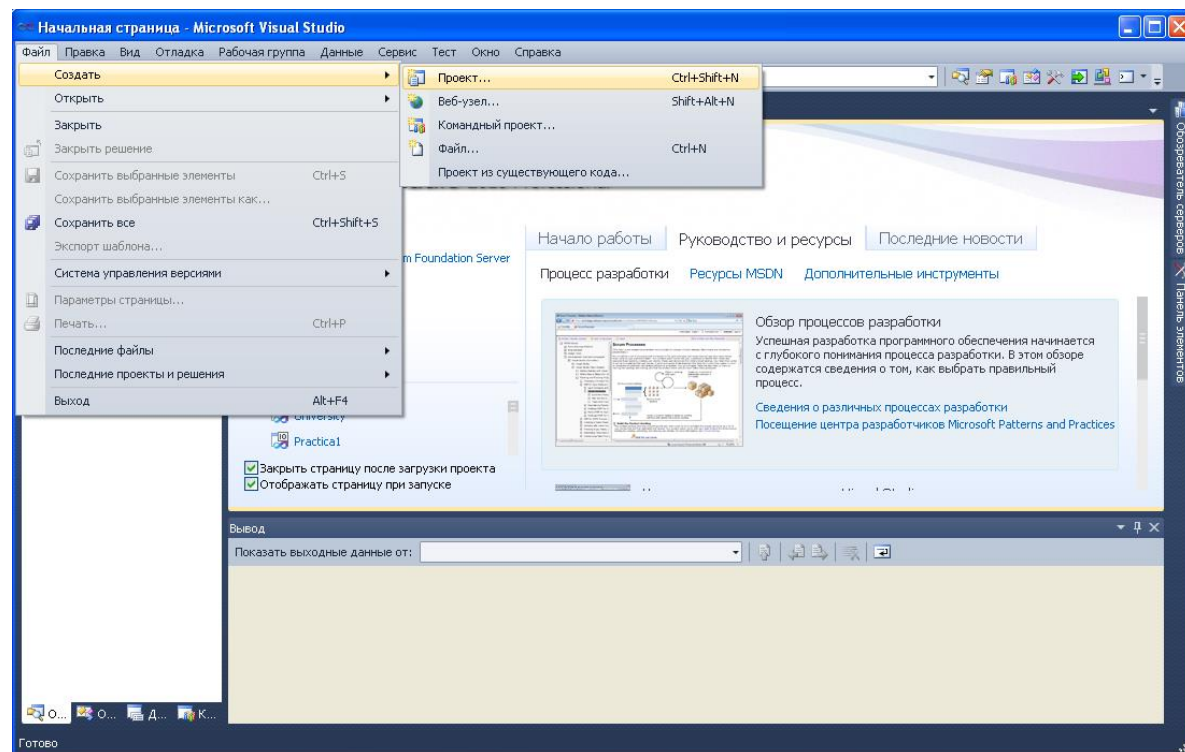 Начальная страница - Microsoft Visual Studio
Файл Правка Вид Отладка Рабочая группа Данные Сервис Тест Окно Справка
Создать
Открыть
Закрыть
Закрыть решение
Сохранить выбранные элементы Ctrl+S
Сохранить выбранные элементы как...
Сохранить все Ctrl+Shift+S
Экспорт шаблона...
Система управления версиями
Параметры страницы...
Печать... Ctrl+P
Последние файлы
Последние проекты и решения
Выход Alt+F4
Проект... Ctrl+Shift+N
Веб-узел... Shift+Alt+N
Командный проект...
Файл... Ctrl+N
Проект из существующего кода...
m Foundation Server
University
Practica1
Закрыть страницу после загрузки проекта
Отображать страницу при запуске
Начало работы Руководство и ресурсы Последние новости
Процесс разработки Ресурсы MSDN Дополнительные инструменты
Обзор процессов разработки
Успешная разработка программного обеспечения начинается
с глубокого понимания процесса разработки. В этом обзоре
содержатся сведения о том, как выбрать правильный
процесс.
Сведения о различных процессах разработки
Посещение центра разработчиков Microsoft Patterns and Practices
Обозреватель серверов
Панель элементов
Вывод
Показать выходные данные от:
О... О... Д... К...
Готово